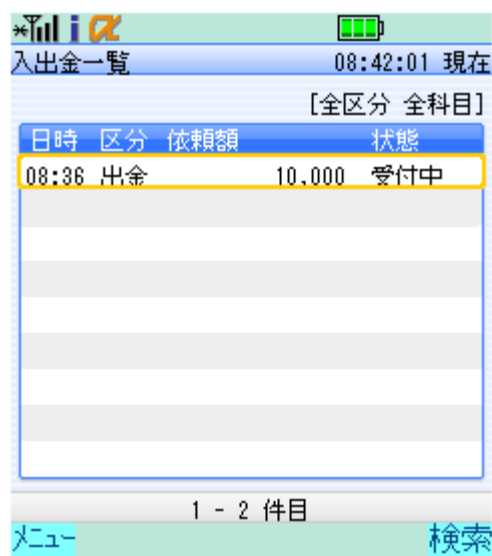 i α
入出金一覧 08:42:01 現在
[全区分 全科目]
日時 区分 依頼額 状態
08:36 出金 10,000 受付中
1 - 2 件目
メニュー 検索